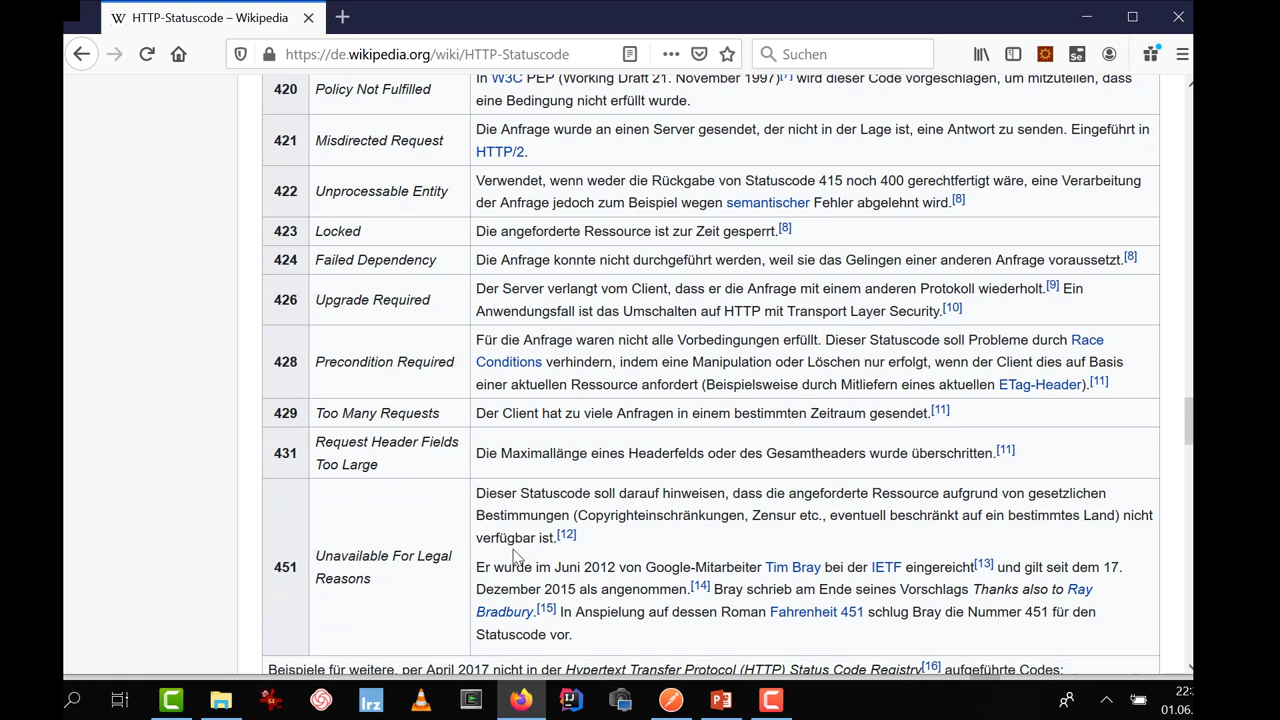 HTTP-Statuscode – Wikipedia
https://de.wikipedia.org/wiki/HTTP-Statuscode
Suchen
420 Policy Not Fulfilled
In W3C PEP (Working Draft 21. November 1997)[7] wird dieser Code vorgeschlagen, um mitzuteilen, dass
eine Bedingung nicht erfüllt wurde.
421 Misdirected Request
Die Anfrage wurde an einen Server gesendet, der nicht in der Lage ist, eine Antwort zu senden. Eingeführt in
HTTP/2.
422 Unprocessable Entity
Verwendet, wenn weder die Rückgabe von Statuscode 415 noch 400 gerechtfertigt wäre, eine Verarbeitung
der Anfrage jedoch zum Beispiel wegen semantischer Fehler abgelehnt wird.[8]
423 Locked Die angeforderte Ressource ist zur Zeit gesperrt.[8]
424 Failed Dependency Die Anfrage konnte nicht durchgeführt werden, weil sie das Gelingen einer anderen Anfrage voraussetzt.[8]
426 Upgrade Required
Der Server verlangt vom Client, dass er die Anfrage mit einem anderen Protokoll wiederholt.[9] Ein
Anwendungsfall ist das Umschalten auf HTTP mit Transport Layer Security.[10]
428 Precondition Required
Für die Anfrage waren nicht alle Vorbedingungen erfüllt. Dieser Statuscode soll Probleme durch Race
Conditions verhindern, indem eine Manipulation oder Löschen nur erfolgt, wenn der Client dies auf Basis
einer aktuellen Ressource anfordert (Beispielsweise durch Mitliefern eines aktuellen ETag-Header).[11]
429 Too Many Requests Der Client hat zu viele Anfragen in einem bestimmten Zeitraum gesendet.[11]
431 Request Header Fields
Too Large
Die Maximallänge eines Headerfelds oder des Gesamtheaders wurde überschritten.[11]
451 Unavailable For Legal
Reasons
Dieser Statuscode soll darauf hinweisen, dass die angeforderte Ressource aufgrund von gesetzlichen
Bestimmungen (Copyrighteinschränkungen, Zensur etc., eventuell beschränkt auf ein bestimmtes Land) nicht
verfügbar ist.[12]
Er wurde im Juni 2012 von Google-Mitarbeiter Tim Bray bei der IETF eingereicht[13] und gilt seit dem 17.
Dezember 2015 als angenommen.[14] Bray schrieb am Ende seines Vorschlags Thanks also to Ray
Bradbury.[15] In Anspielung auf dessen Roman Fahrenheit 451 schlug Bray die Nummer 451 für den
Statuscode vor.
Beispiele für weitere, per April 2017 nicht in der Hypertext Transfer Protocol (HTTP) Status Code Registry[16] aufgeführte Codes:
lrz
22:
01.06.